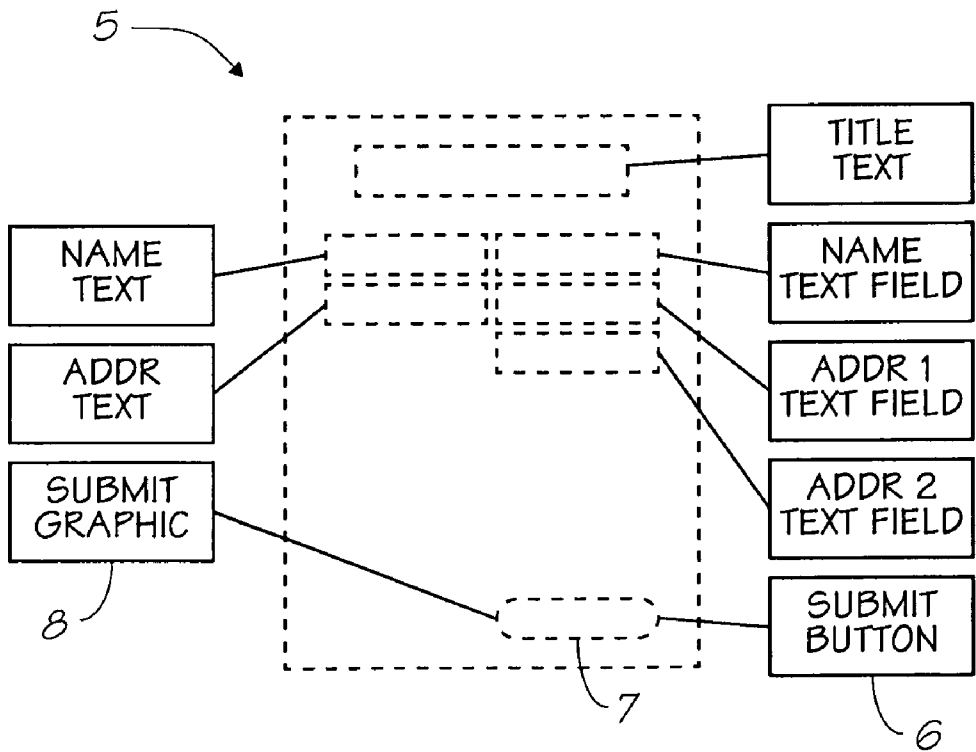 5
TITLE
TEXT
NAME
TEXT
NAME
TEXT FIELD
ADDR
TEXT
ADDR 1
TEXT FIELD
SUBMIT
GRAPHIC
ADDR 2
TEXT FIELD
8
SUBMIT
BUTTON
7
6